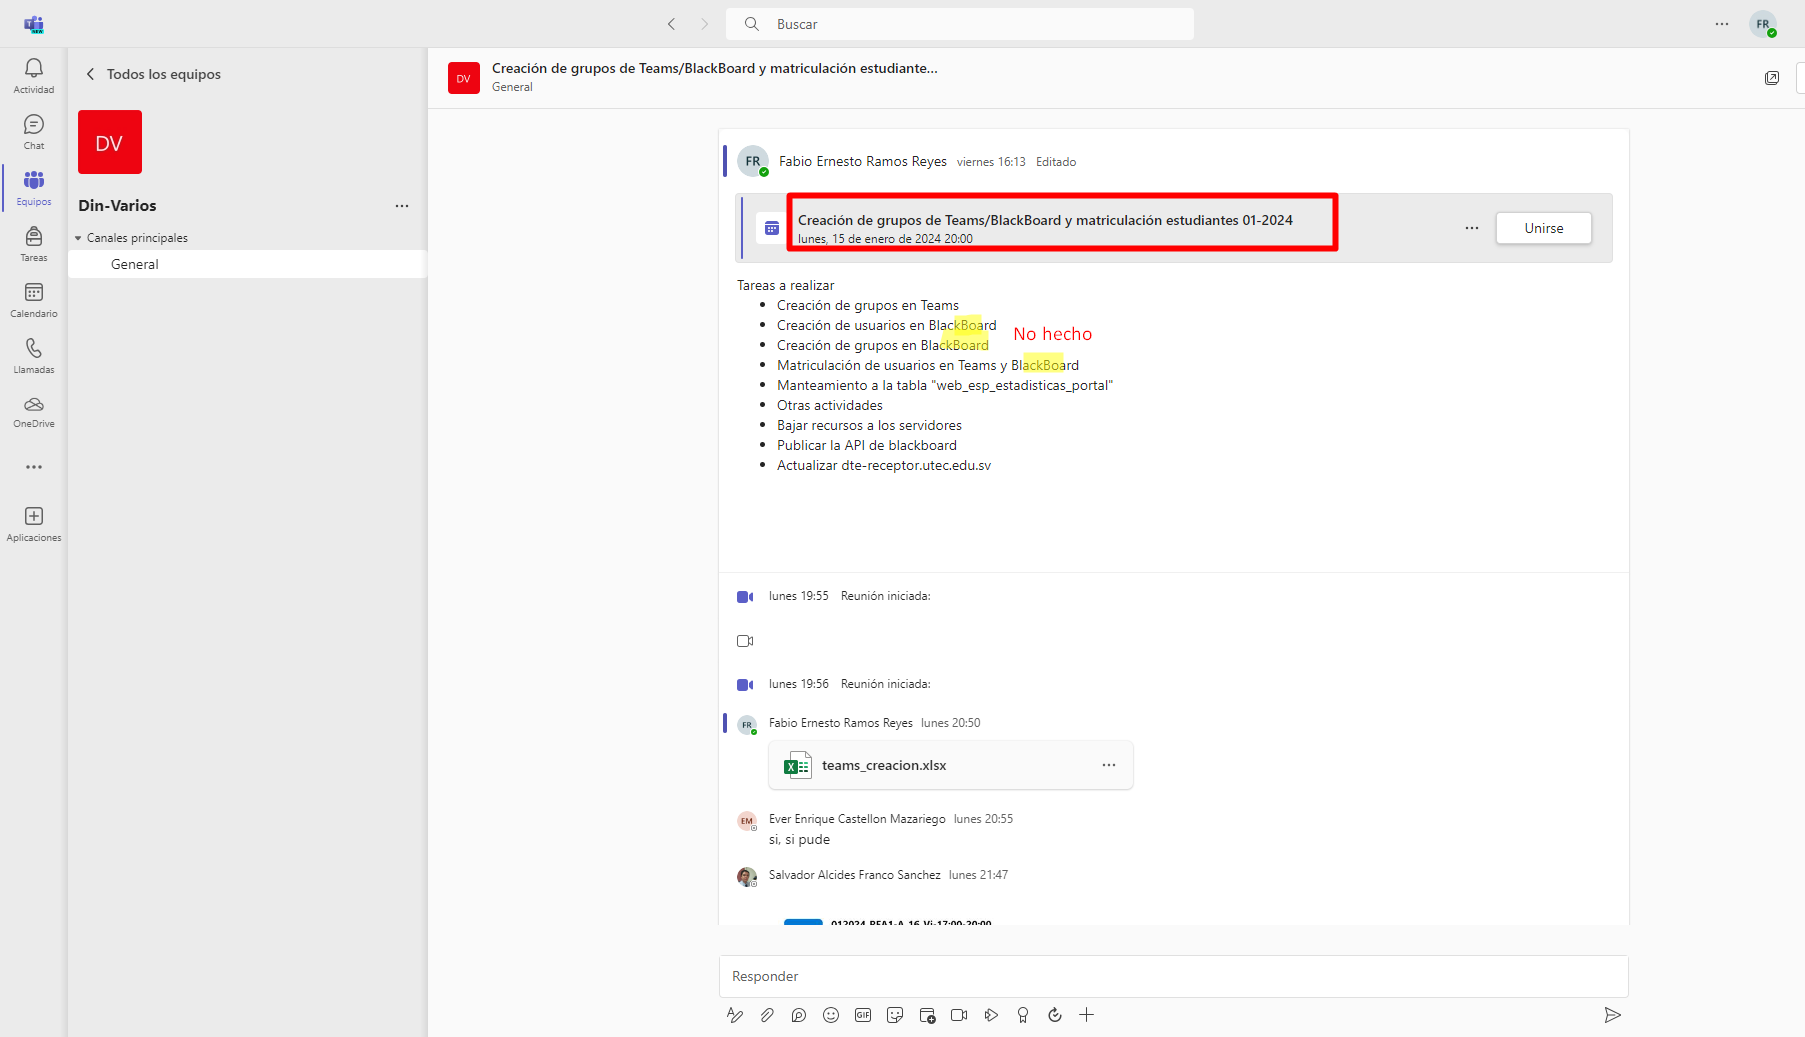 Buscar
FR
Actividad
Chat
Equipos
Tareas
Calendario
Llamadas
OneDrive
Aplicaciones
Todos los equipos
DV
Din-Varios
Canales principales
General
DV
Creación de grupos de Teams/BlackBoard y matriculación estudiante...
General
FR
Fabio Ernesto Ramos Reyes viernes 16:13 Editado
Creación de grupos de Teams/BlackBoard y matriculación estudiantes 01-2024
lunes, 15 de enero de 2024 20:00
Unirse
Tareas a realizar
Creación de grupos en Teams
Creación de usuarios en BlackBoard
No hecho
Creación de grupos en BlackBoard
Matriculación de usuarios en Teams y BlackBoard
Manteamiento a la tabla "web_esp_estadisticas_portal"
Otras actividades
Bajar recursos a los servidores
Publicar la API de blackboard
Actualizar dte-receptor.utec.edu.sv
lunes 19:55 Reunión iniciada:
lunes 19:56 Reunión iniciada:
FR
Fabio Ernesto Ramos Reyes lunes 20:50
teams_creacion.xlsx
EM
Ever Enrique Castellon Mazariego lunes 20:55
si, si pude
Salvador Alcides Franco Sanchez lunes 21:47
Responder
GIF